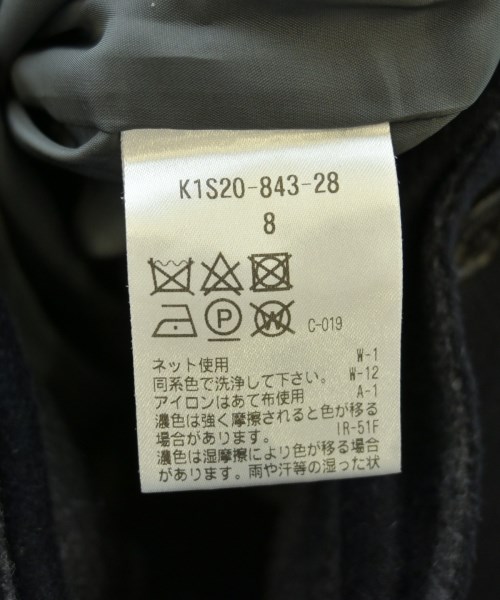 K1S20-843-28
8
P W C-019
ネット使用 W-1
同系色で洗浄して下さい。 W-12
アイロンはあて布使用 A-1
濃色は強く摩擦されると色が移る
場合があります。 IR-51F
濃色は湿摩擦により色が移る場合
があります。雨や汗等の湿った状